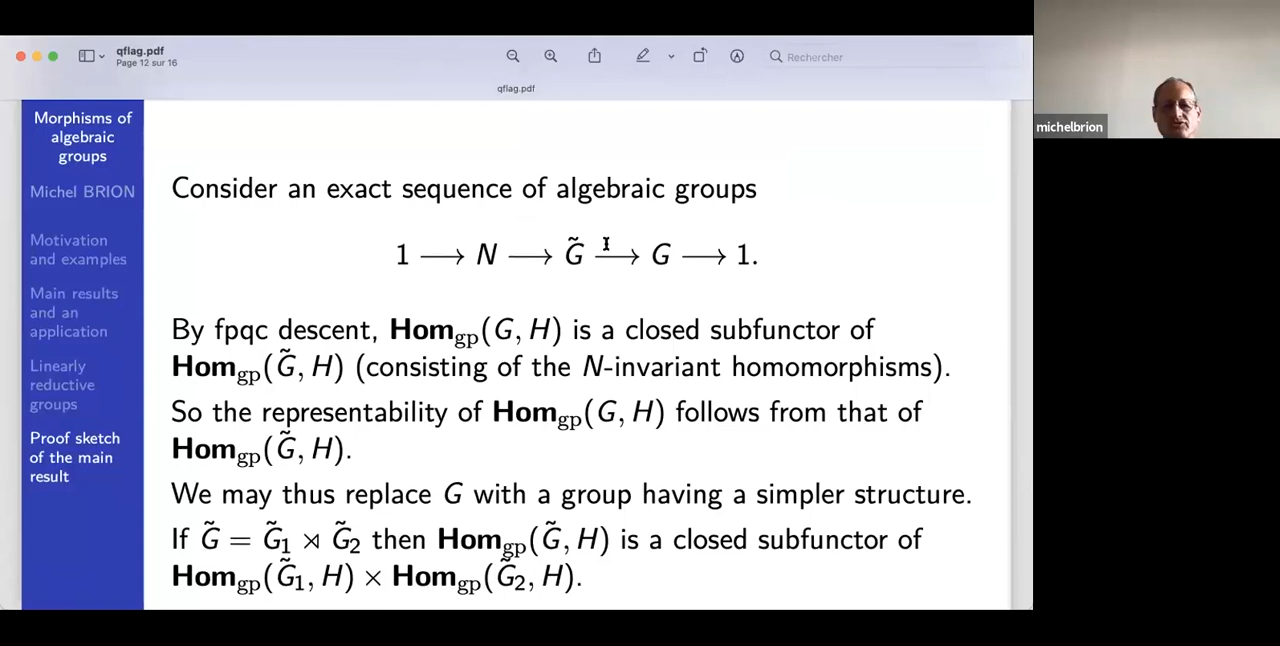 qflag.pdf
Page 12 sur 16
Rechercher
qflag.pdf
Morphisms of
algebraic
groups
Michel BRION
Motivation
and examples
Main results
and an
application
Linearly
reductive
groups
Proof sketch
of the main
result
Consider an exact sequence of algebraic groups
1 ⟶ N ⟶ G̃ ⟶ G ⟶ 1.
By fpqc descent, Hom_gp(G, H) is a closed subfunctor of
Hom_gp(G̃, H) (consisting of the N-invariant homomorphisms).
So the representability of Hom_gp(G, H) follows from that of
Hom_gp(G̃, H).
We may thus replace G with a group having a simpler structure.
If G̃ = G̃₁ ⋊ G̃₂ then Hom_gp(G̃, H) is a closed subfunctor of
Hom_gp(G̃₁, H) × Hom_gp(G̃₂, H).
michelbrion